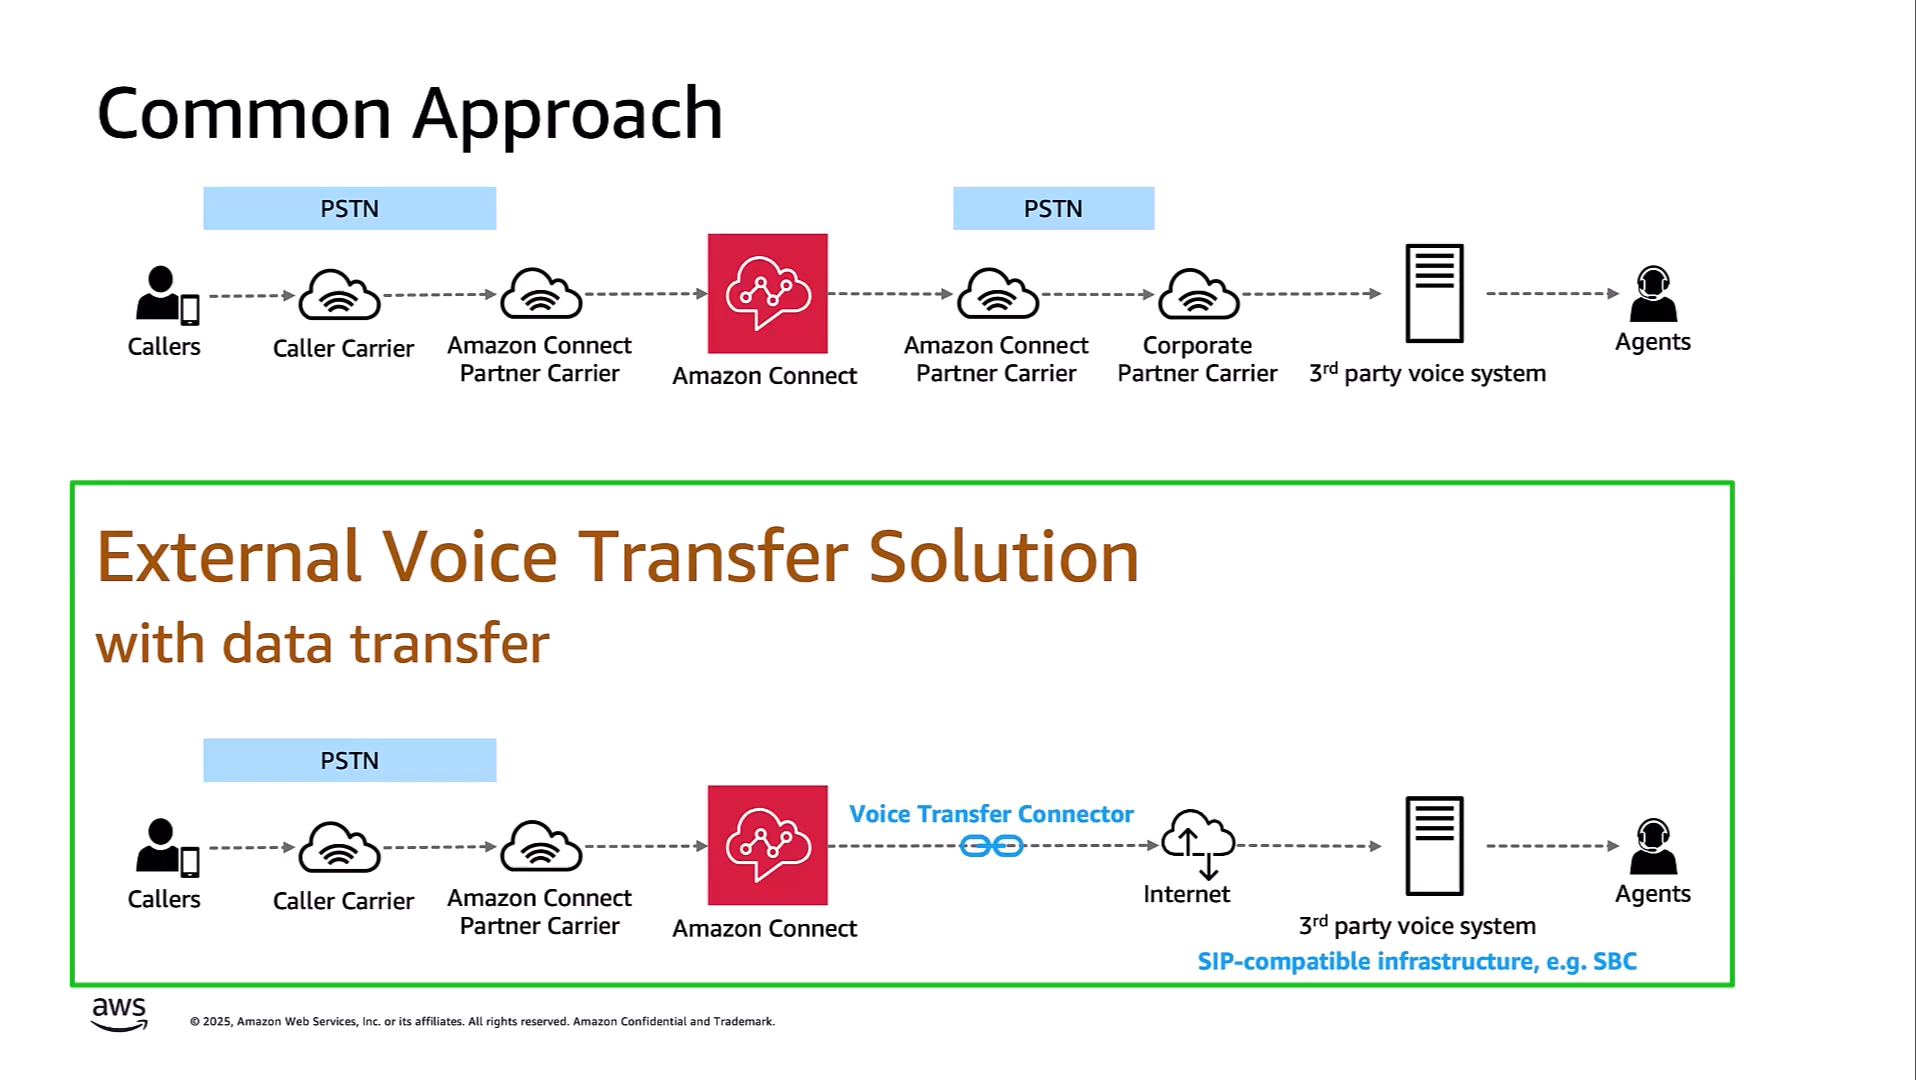 Common Approach
PSTN
PSTN
Callers
Caller Carrier
Amazon Connect
Partner Carrier
Amazon Connect
Amazon Connect
Partner Carrier
Corporate
Partner Carrier
3rd party voice system
Agents
External Voice Transfer Solution
with data transfer
PSTN
Voice Transfer Connector
Callers
Caller Carrier
Amazon Connect
Partner Carrier
Amazon Connect
Internet
3rd party voice system
SIP-compatible infrastructure, e.g. SBC
Agents
aws
© 2025, Amazon Web Services, Inc. or its affiliates. All rights reserved. Amazon Confidential and Trademark.